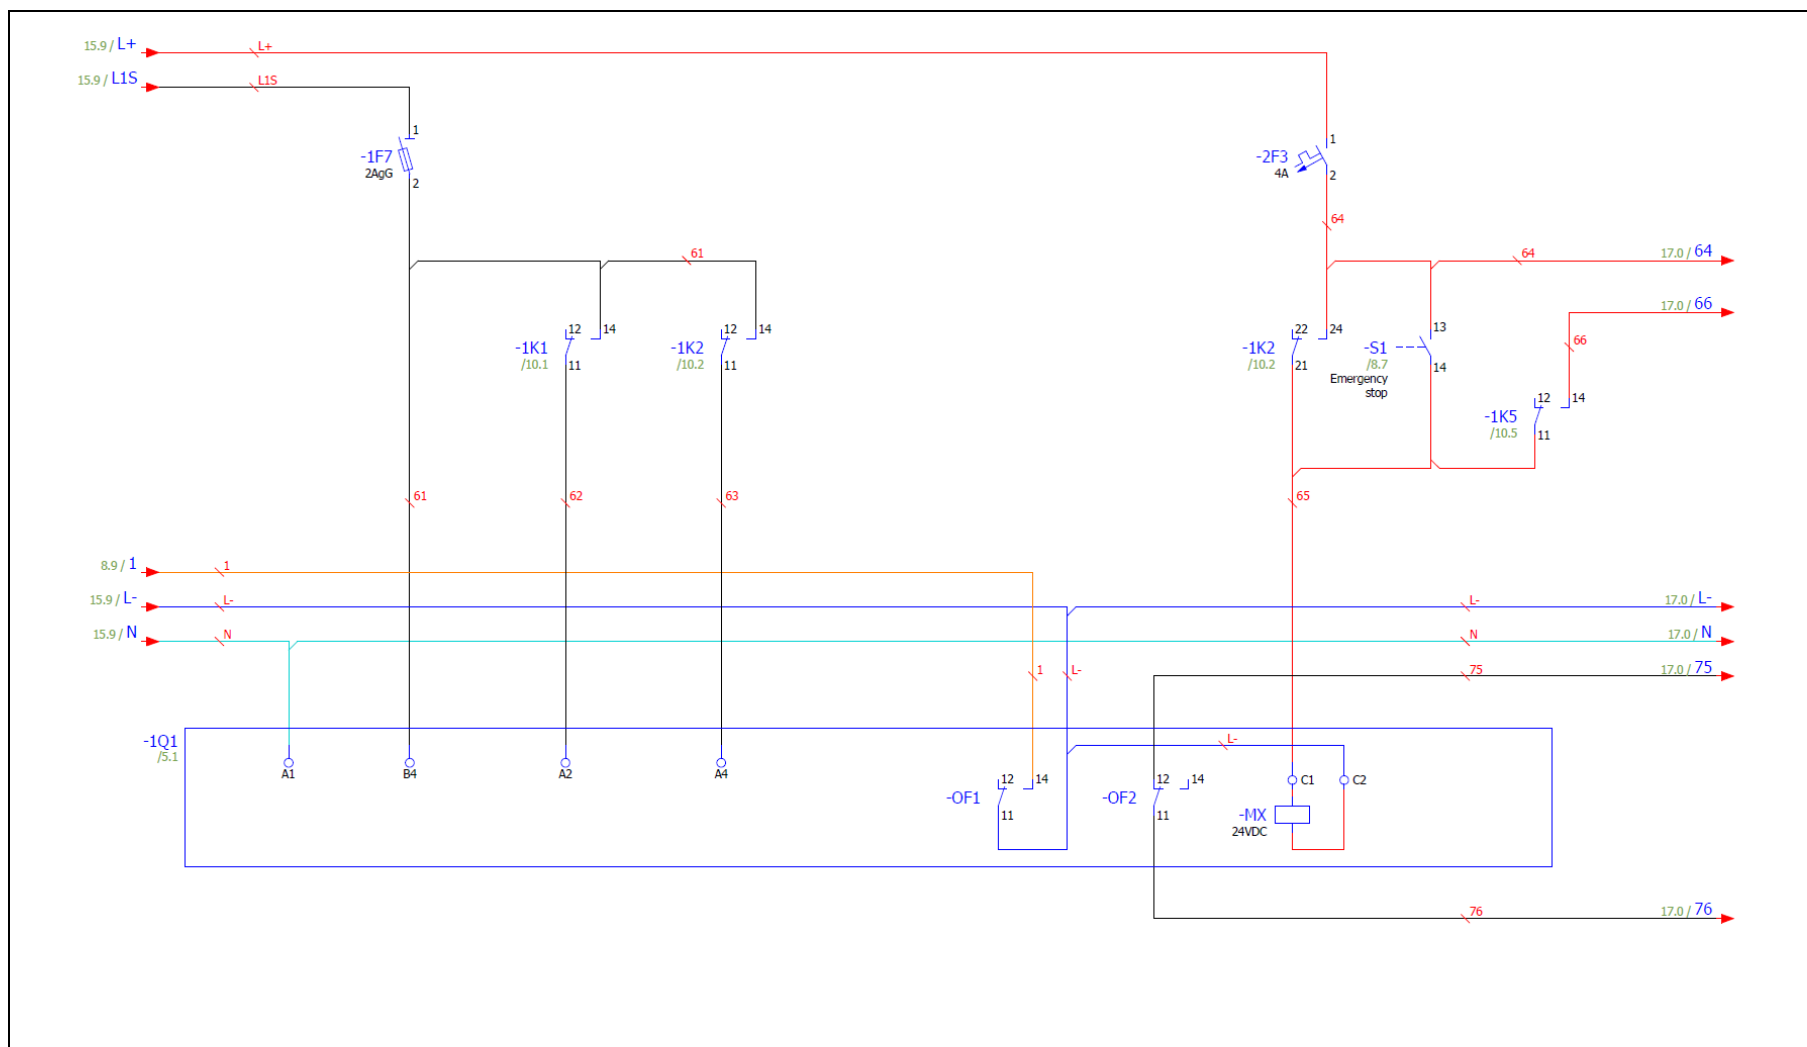 15.9 / L+
L+
15.9 / L1S
L1S
1
-1F7
2AgG
2
1
-2F3
4A
2
64
61
64
17.0 / 64
17.0 / 66
12 14
-1K1
/10.1
11
12 14
-1K2
/10.2
11
22 24
-1K2
/10.2
21
13
-S1
/8.7
14
Emergency
stop
66
12 14
-1K5
/10.5
11
61
62
63
65
8.9 / 1
1
15.9 / L-
L-
L-
17.0 / L-
15.9 / N
N
N
17.0 / N
1
L-
75
17.0 / 75
-1Q1
/5.1
L-
A1
B4
A2
A4
12 14
-OF1
11
12 14
-OF2
11
C1
C2
-MX
24VDC
76
17.0 / 76